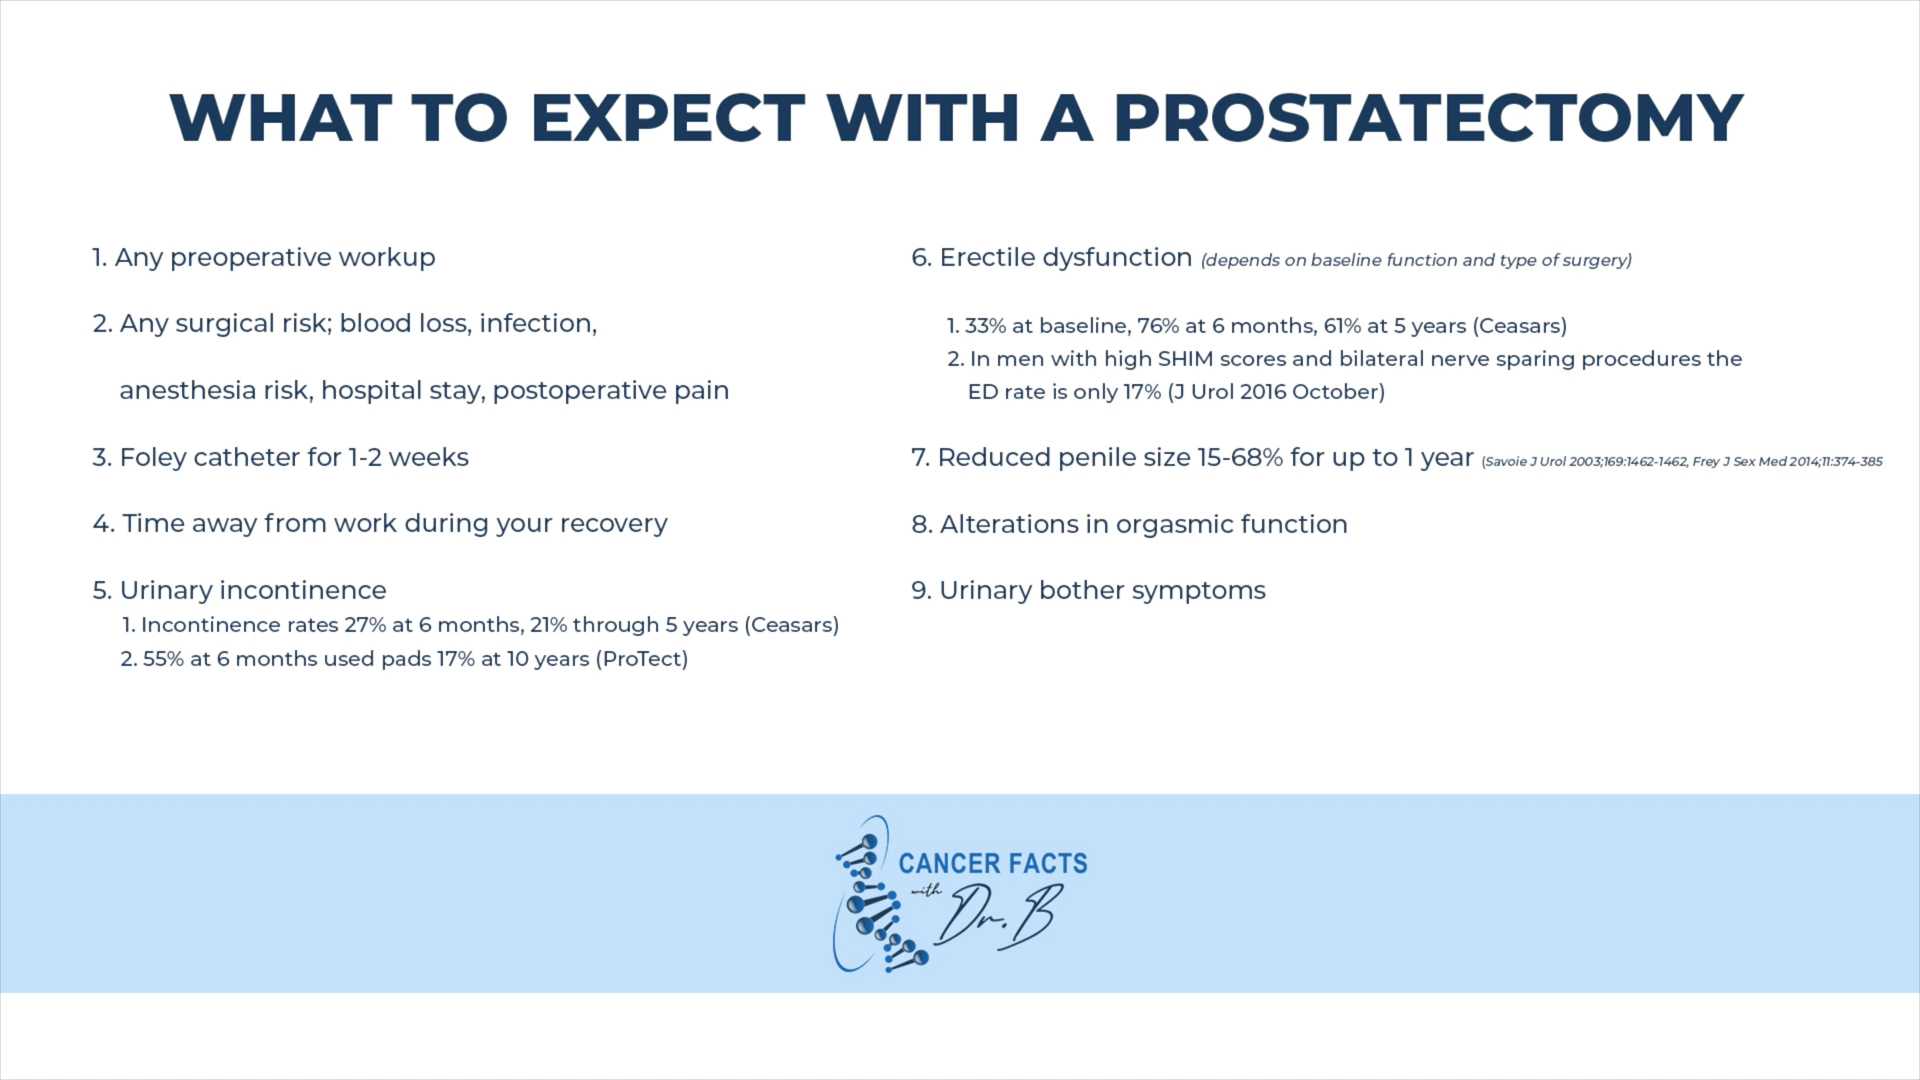 WHAT TO EXPECT WITH A PROSTATECTOMY
1. Any preoperative workup
2. Any surgical risk; blood loss, infection,
anesthesia risk, hospital stay, postoperative pain
3. Foley catheter for 1-2 weeks
4. Time away from work during your recovery
5. Urinary incontinence
1. Incontinence rates 27% at 6 months, 21% through 5 years (Ceasars)
2. 55% at 6 months used pads 17% at 10 years (ProTect)
6. Erectile dysfunction (depends on baseline function and type of surgery)
1. 33% at baseline, 76% at 6 months, 61% at 5 years (Ceasars)
2. In men with high SHIM scores and bilateral nerve sparing procedures the
ED rate is only 17% (J Urol 2016 October)
7. Reduced penile size 15-68% for up to 1 year (Savoie J Urol 2003;169:1462-1462, Frey J Sex Med 2014;11:374-385
8. Alterations in orgasmic function
9. Urinary bother symptoms
CANCER FACTS
with Dr. B